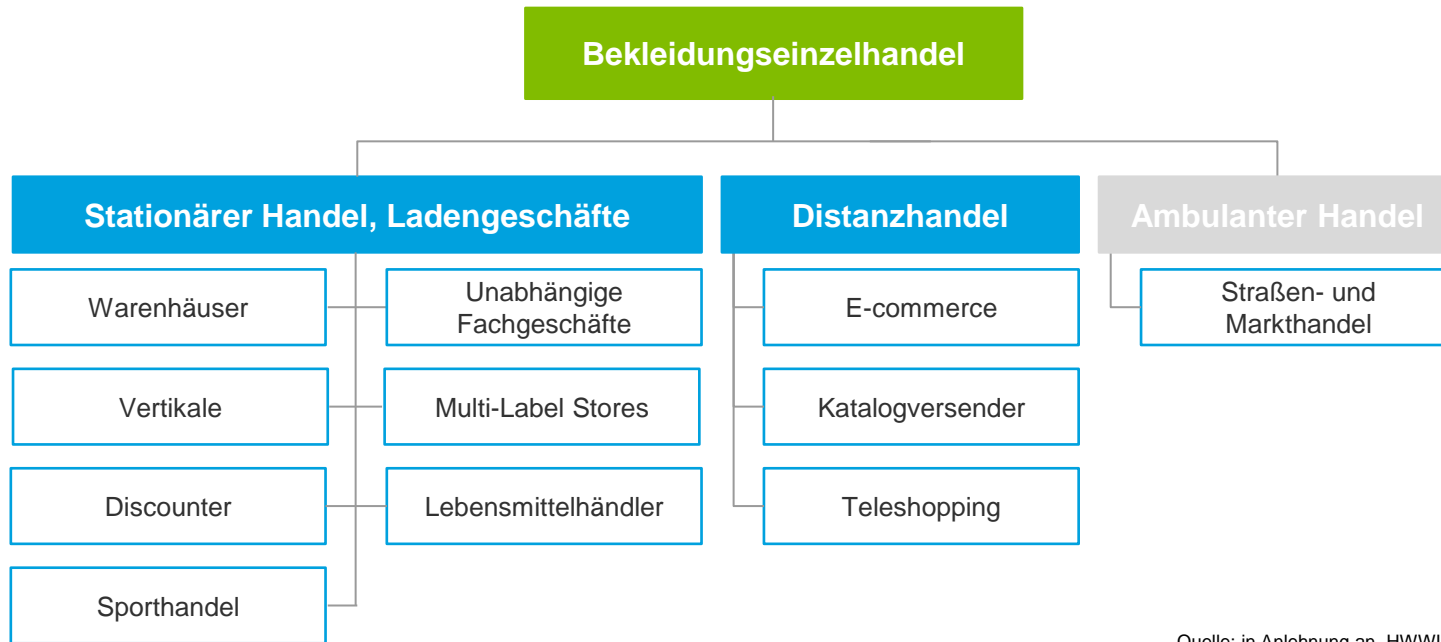 Bekleidungseinzelhandel
Stationärer Handel, Ladengeschäfte
Warenhäuser
Unabhängige
Fachgeschäfte
Vertikale
Multi-Label Stores
Discounter
Lebensmittelhändler
Sporthandel
Distanzhandel
E-commerce
Katalogversender
Teleshopping
Ambulanter Handel
Straßen- und
Markthandel
Quelle: in Anlehnung an HWWI